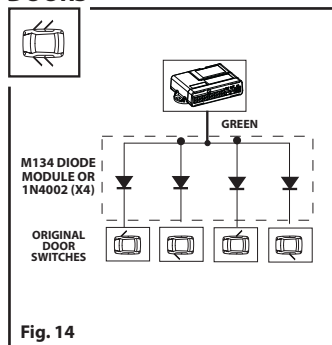 DOORS
GREEN
M134 DIODE
MODULE OR
1N4002 (X4)
ORIGINAL
DOOR
SWITCHES
Fig. 14